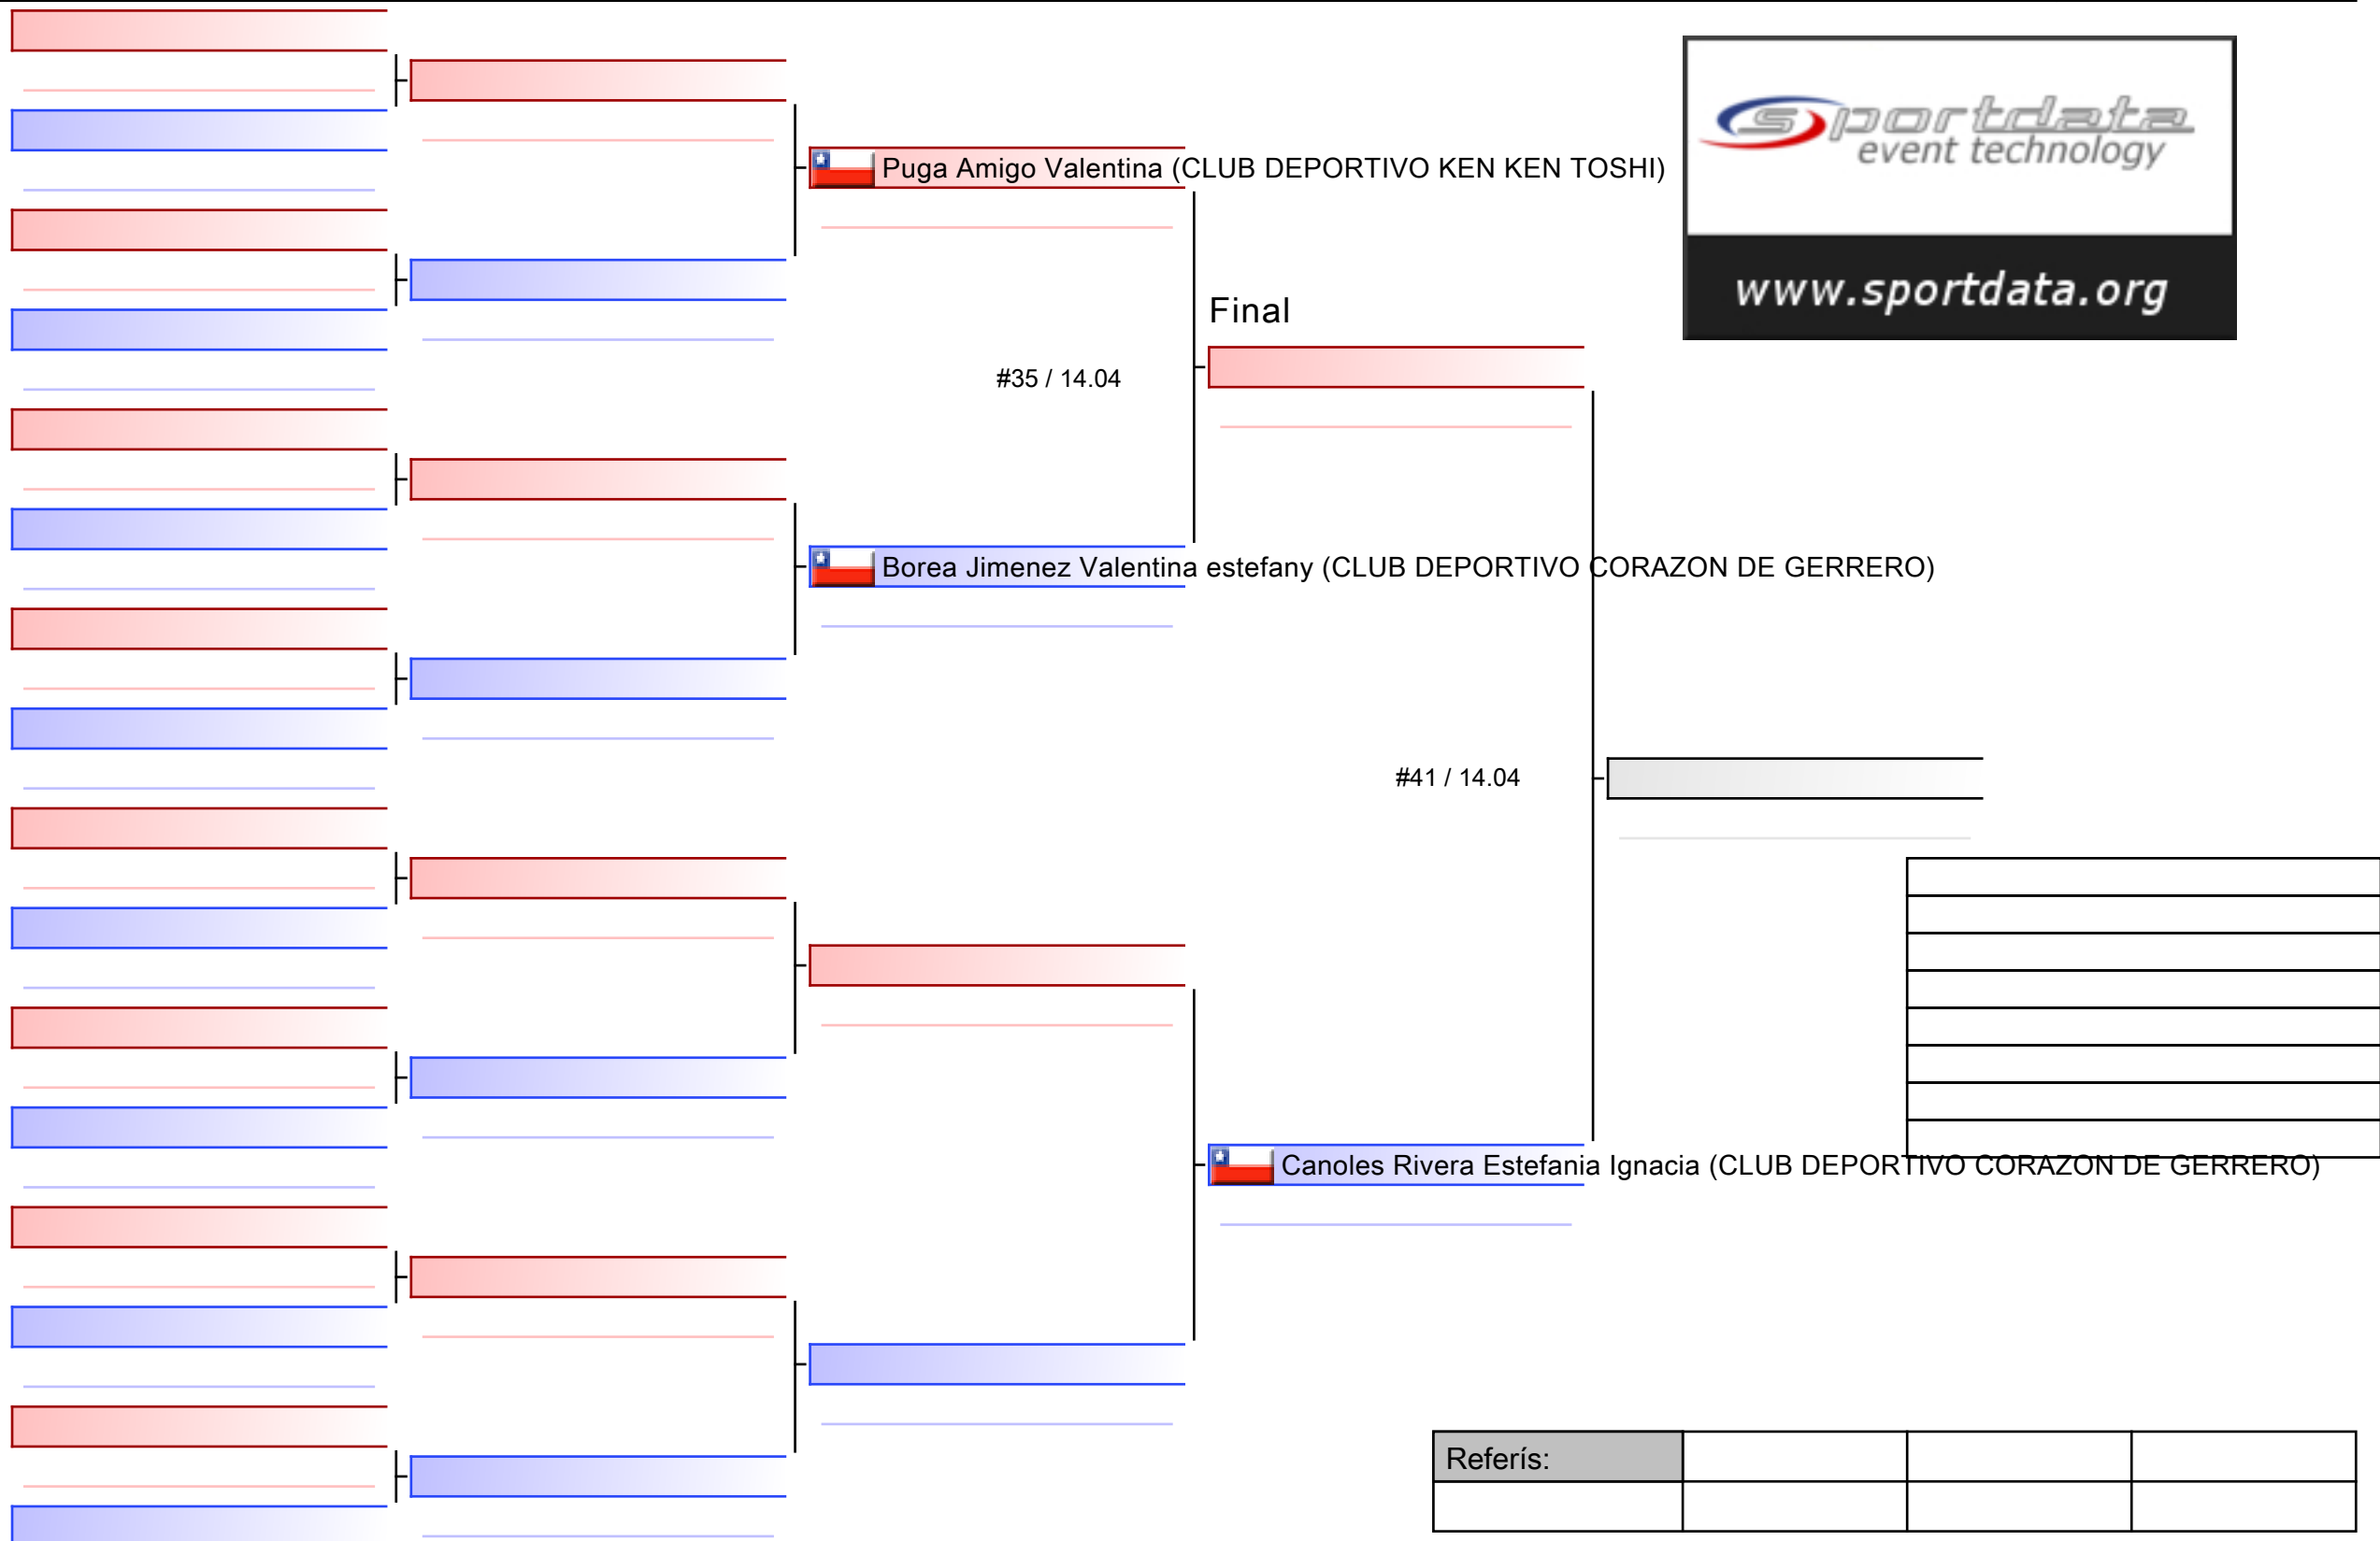 sportdata
event technology
www.sportdata.org
Puga Amigo Valentina (CLUB DEPORTIVO KEN KEN TOSHI)
Final
#35 / 14.04
Borea Jimenez Valentina estefany (CLUB DEPORTIVO CORAZON DE GERRERO)
#41 / 14.04
Canoles Rivera Estefania Ignacia (CLUB DEPORTIVO CORAZON DE GERRERO)
Referís: